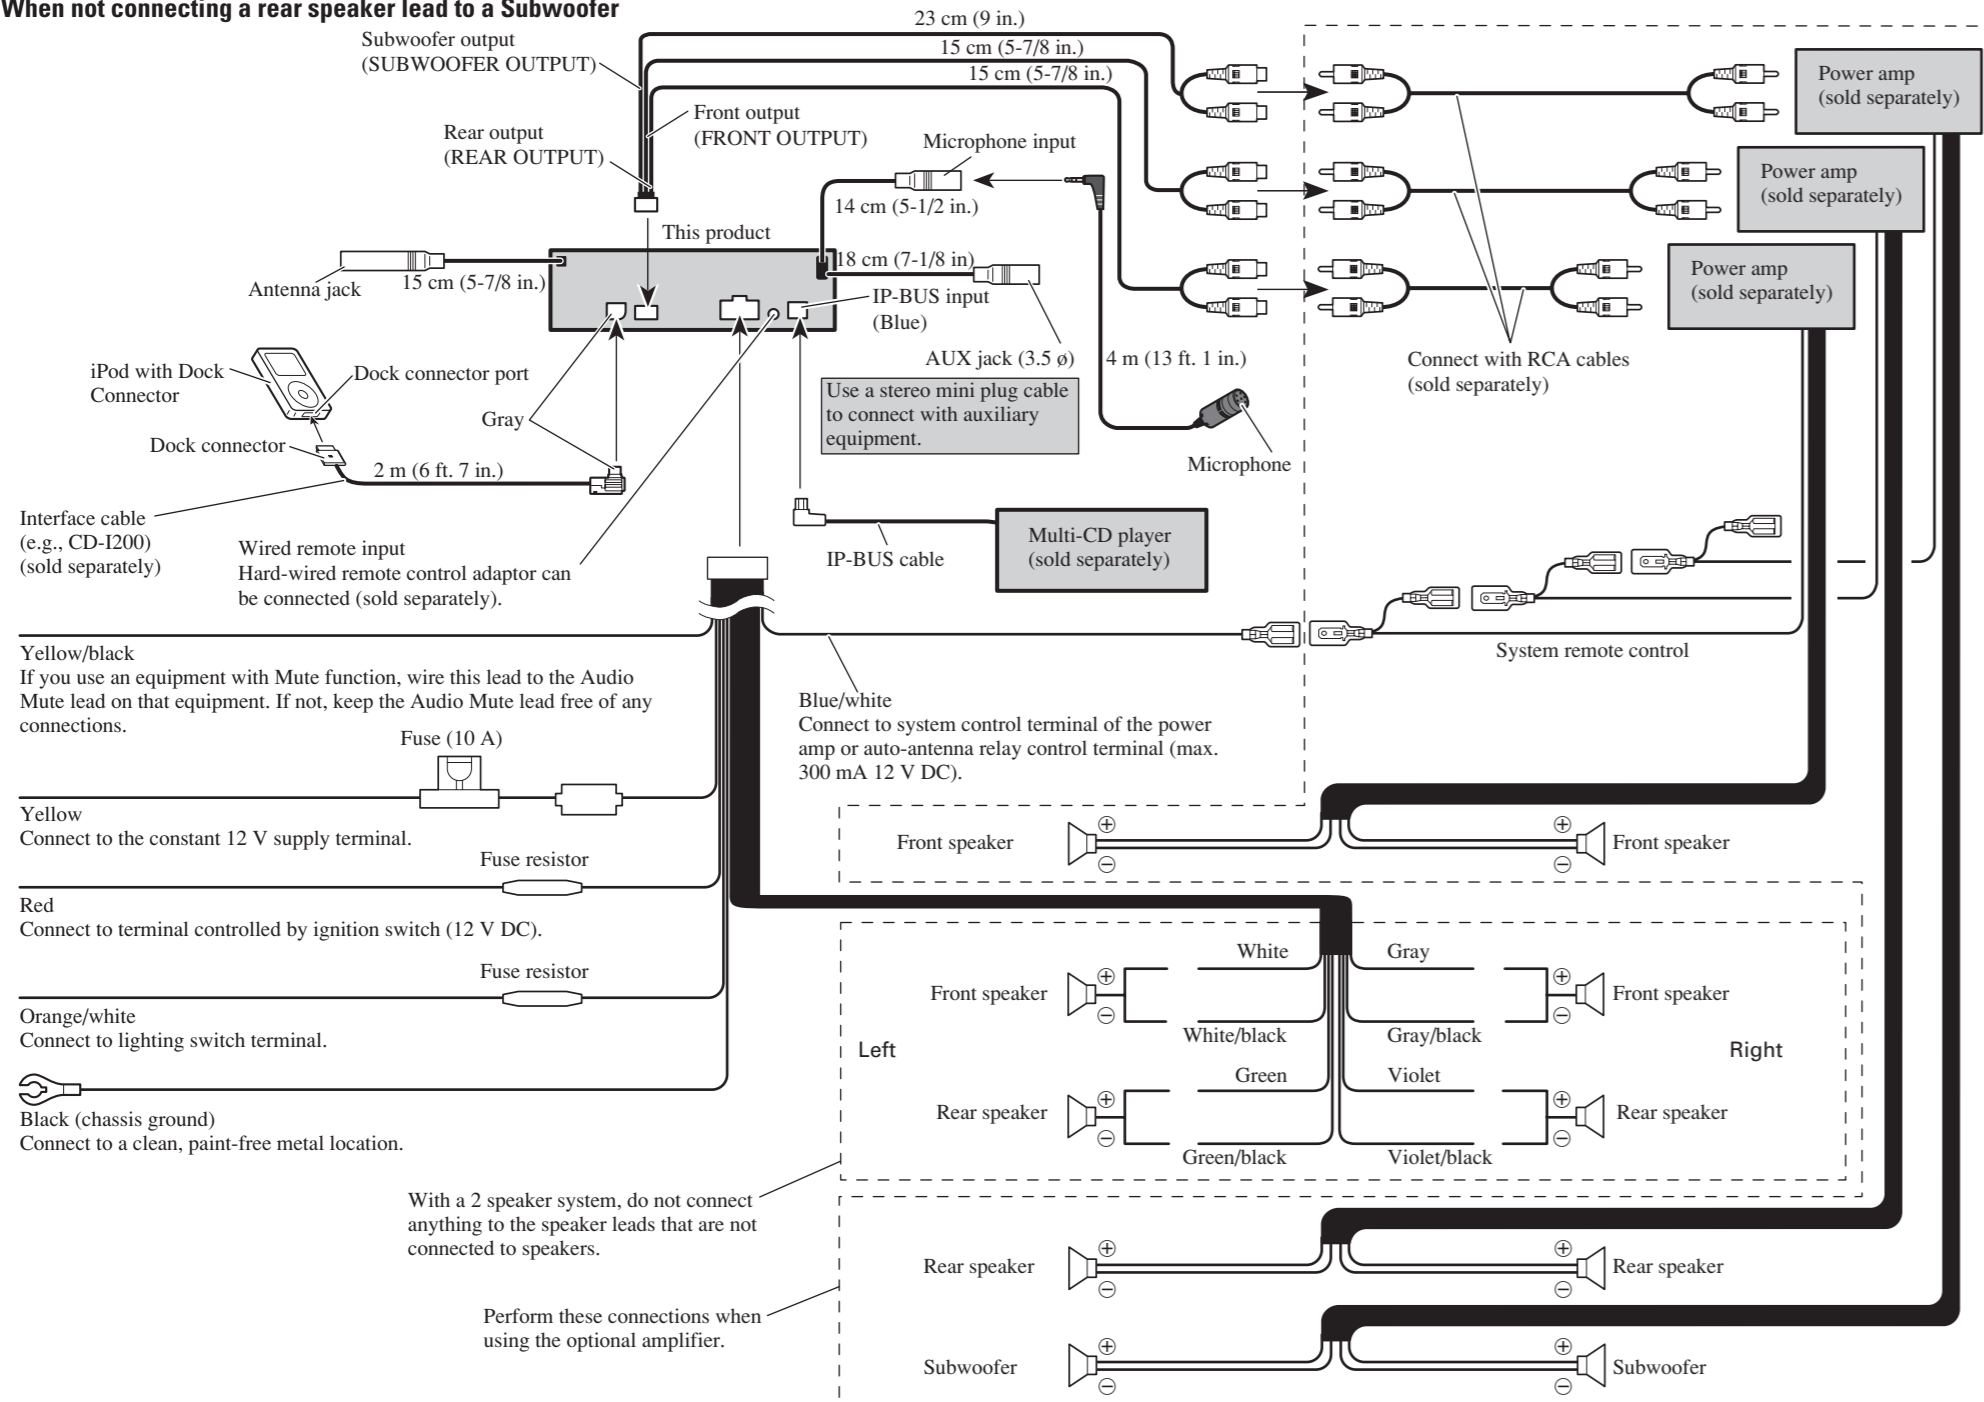 When not connecting a rear speaker lead to a Subwoofer
23 cm (9 in.)
Subwoofer output
(SUBWOOFER OUTPUT)
15 cm (5-7/8 in.)
15 cm (5-7/8 in.)
Power amp
(sold separately)
Front output
(FRONT OUTPUT)
Rear output
(REAR OUTPUT)
Microphone input
Power amp
(sold separately)
14 cm (5-1/2 in.)
This product
18 cm (7-1/8 in)
Power amp
(sold separately)
Antenna jack
15 cm (5-7/8 in.)
IP-BUS input
(Blue)
AUX jack (3.5 ø)
4 m (13 ft. 1 in.)
Connect with RCA cables
(sold separately)
iPod with Dock
Connector
Dock connector port
Use a stereo mini plug cable
to connect with auxiliary
equipment.
Gray
Dock connector
2 m (6 ft. 7 in.)
Microphone
Interface cable
(e.g., CD-I200)
(sold separately)
Wired remote input
Hard-wired remote control adaptor can
be connected (sold separately).
IP-BUS cable
Multi-CD player
(sold separately)
System remote control
Yellow/black
If you use an equipment with Mute function, wire this lead to the Audio
Mute lead on that equipment. If not, keep the Audio Mute lead free of any
connections.
Blue/white
Connect to system control terminal of the power
amp or auto-antenna relay control terminal (max.
300 mA 12 V DC).
Fuse (10 A)
Yellow
Connect to the constant 12 V supply terminal.
Front speaker
⊕
⊖
⊕
⊖
Front speaker
Fuse resistor
Red
Connect to terminal controlled by ignition switch (12 V DC).
Fuse resistor
Orange/white
Connect to lighting switch terminal.
White
Gray
Front speaker
⊕
⊖
⊕
⊖
Front speaker
White/black
Gray/black
Left
Right
Green
Violet
Rear speaker
⊕
⊖
⊕
⊖
Rear speaker
Green/black
Violet/black
Black (chassis ground)
Connect to a clean, paint-free metal location.
With a 2 speaker system, do not connect
anything to the speaker leads that are not
connected to speakers.
Rear speaker
⊕
⊖
⊕
⊖
Rear speaker
Perform these connections when
using the optional amplifier.
Subwoofer
⊕
⊖
⊕
⊖
Subwoofer